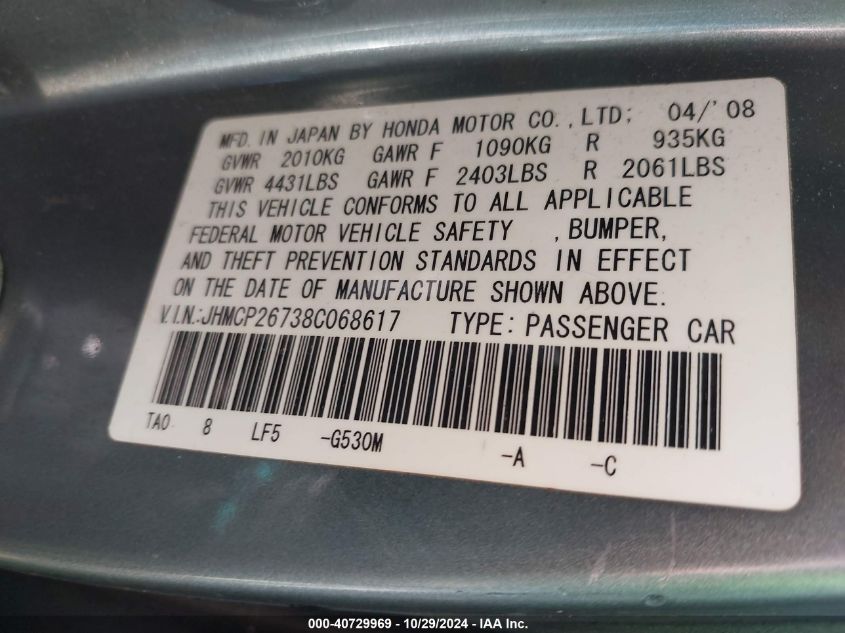 MFD. IN JAPAN BY HONDA MOTOR CO.,LTD; 04/'08
GVWR 2010KG GAWR F 1090KG R 935KG
GVWR 4431LBS GAWR F 2403LBS R 2061LBS
THIS VEHICLE CONFORMS TO ALL APPLICABLE
FEDERAL MOTOR VEHICLE SAFETY , BUMPER,
AND THEFT PREVENTION STANDARDS IN EFFECT
ON THE DATE OF MANUFACTURE SHOWN ABOVE.
V.I.N.:JHMCP26738C068617 TYPE: PASSENGER CAR
TA0 8 LF5 -G530M -A -C
000-40729969 - 10/29/2024 - IAA Inc.